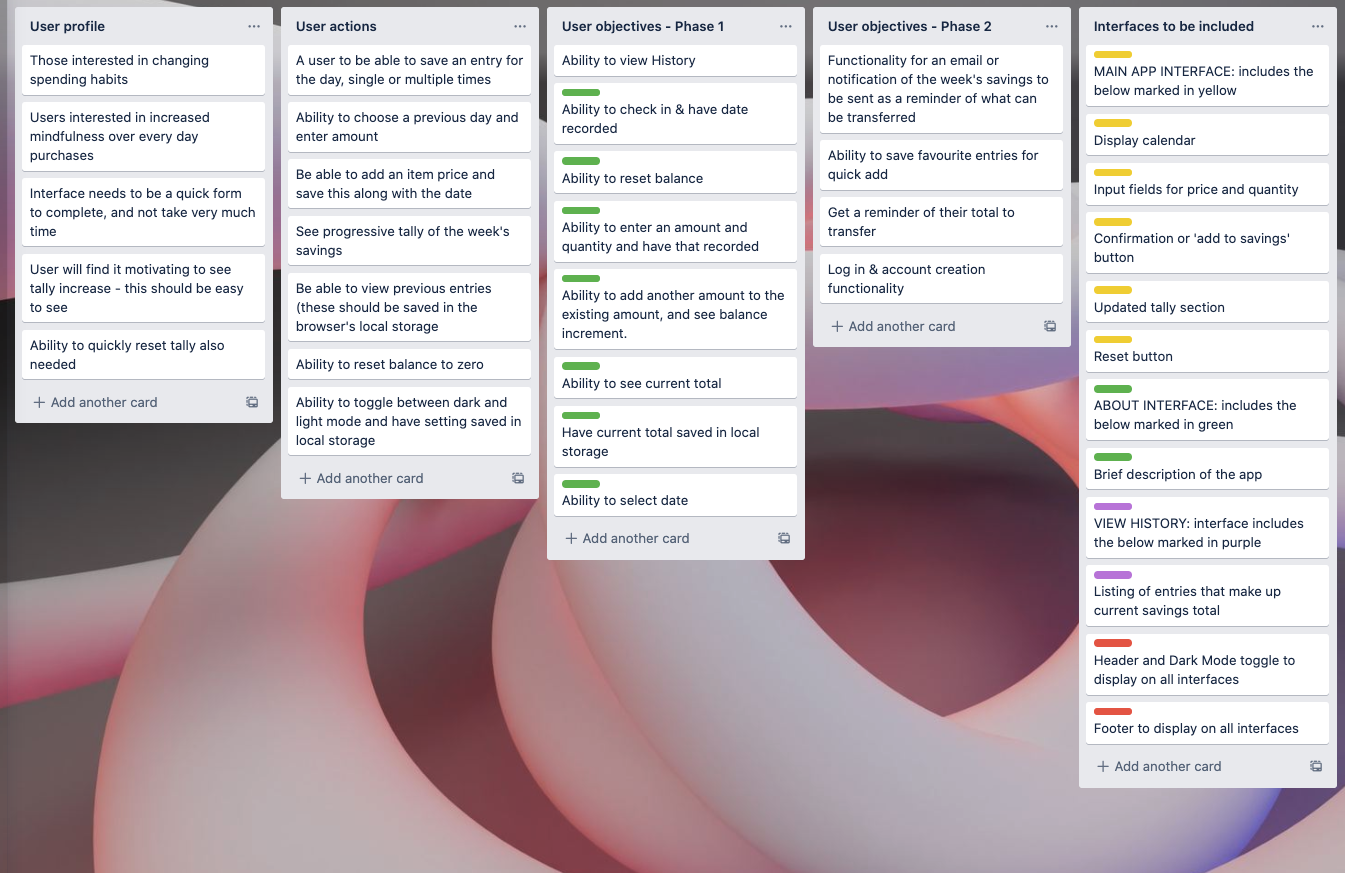 User profile
Those interested in changing
spending habits
Users interested in increased
mindfulness over every day
purchases
Interface needs to be a quick form
to complete, and not take very much
time
User will find it motivating to see
tally increase - this should be easy
to see
Ability to quickly reset tally also
needed
+ Add another card
User actions
A user to be able to save an entry for
the day, single or multiple times
Ability to choose a previous day and
enter amount
Be able to add an item price and
save this along with the date
See progressive tally of the week's
savings
Be able to view previous entries
(these should be saved in the
browser's local storage
Ability to reset balance to zero
Ability to toggle between dark and
light mode and have setting saved in
local storage
+ Add another card
User objectives - Phase 1
Ability to view History
Ability to check in & have date
recorded
Ability to reset balance
Ability to enter an amount and
quantity and have that recorded
Ability to add another amount to the
existing amount, and see balance
increment.
Ability to see current total
Have current total saved in local
storage
Ability to select date
+ Add another card
User objectives - Phase 2
Functionality for an email or
notification of the week's savings to
be sent as a reminder of what can
be transferred
Ability to save favourite entries for
quick add
Get a reminder of their total to
transfer
Log in & account creation
functionality
+ Add another card
Interfaces to be included
MAIN APP INTERFACE: includes the
below marked in yellow
Display calendar
Input fields for price and quantity
Confirmation or 'add to savings'
button
Updated tally section
Reset button
ABOUT INTERFACE: includes the
below marked in green
Brief description of the app
VIEW HISTORY: interface includes
the below marked in purple
Listing of entries that make up
current savings total
Header and Dark Mode toggle to
display on all interfaces
Footer to display on all interfaces
+ Add another card